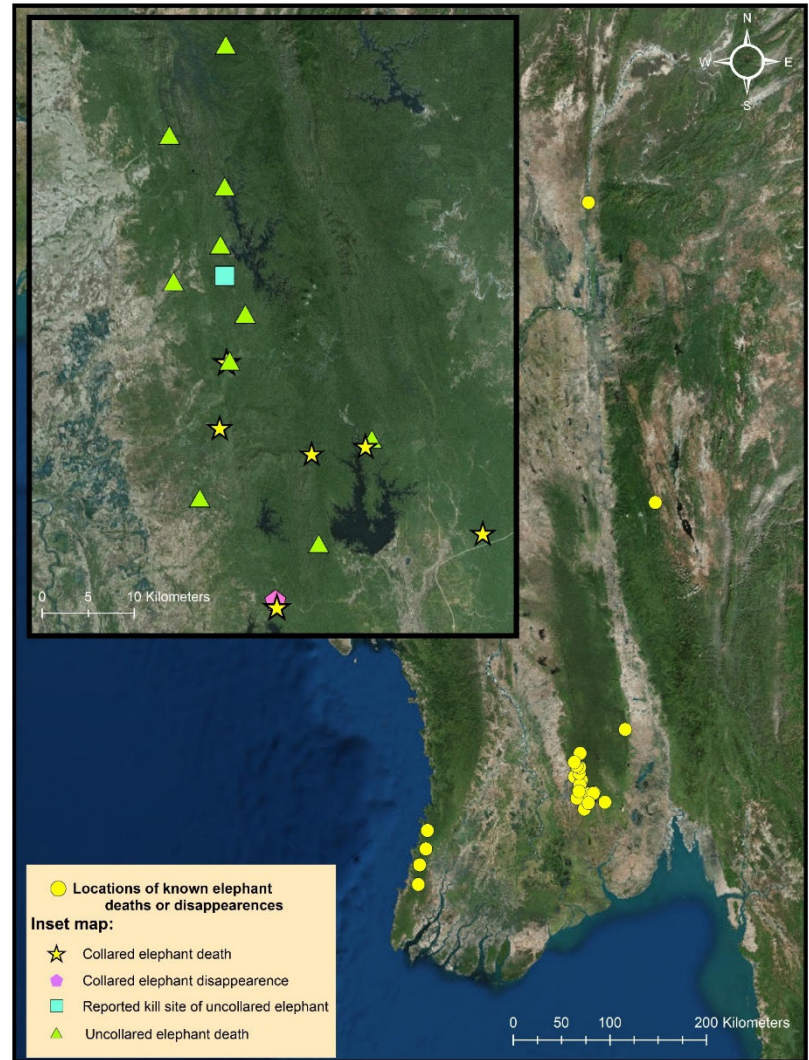 N
W E
S
0 5 10 Kilometers
Locations of known elephant
deaths or disappearences
Inset map:
Collared elephant death
Collared elephant disappearance
Reported kill site of uncollared elephant
Uncollared elephant death
0 50 100 200 Kilometers